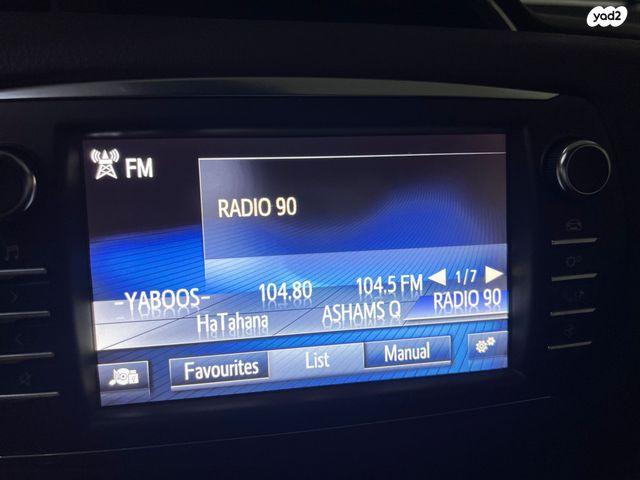 yad2
FM
RADIO 90
1/7
-YABOOS- 104.80 104.5 FM
HaTahana ASHAMS Q RADIO 90
Favourites List Manual